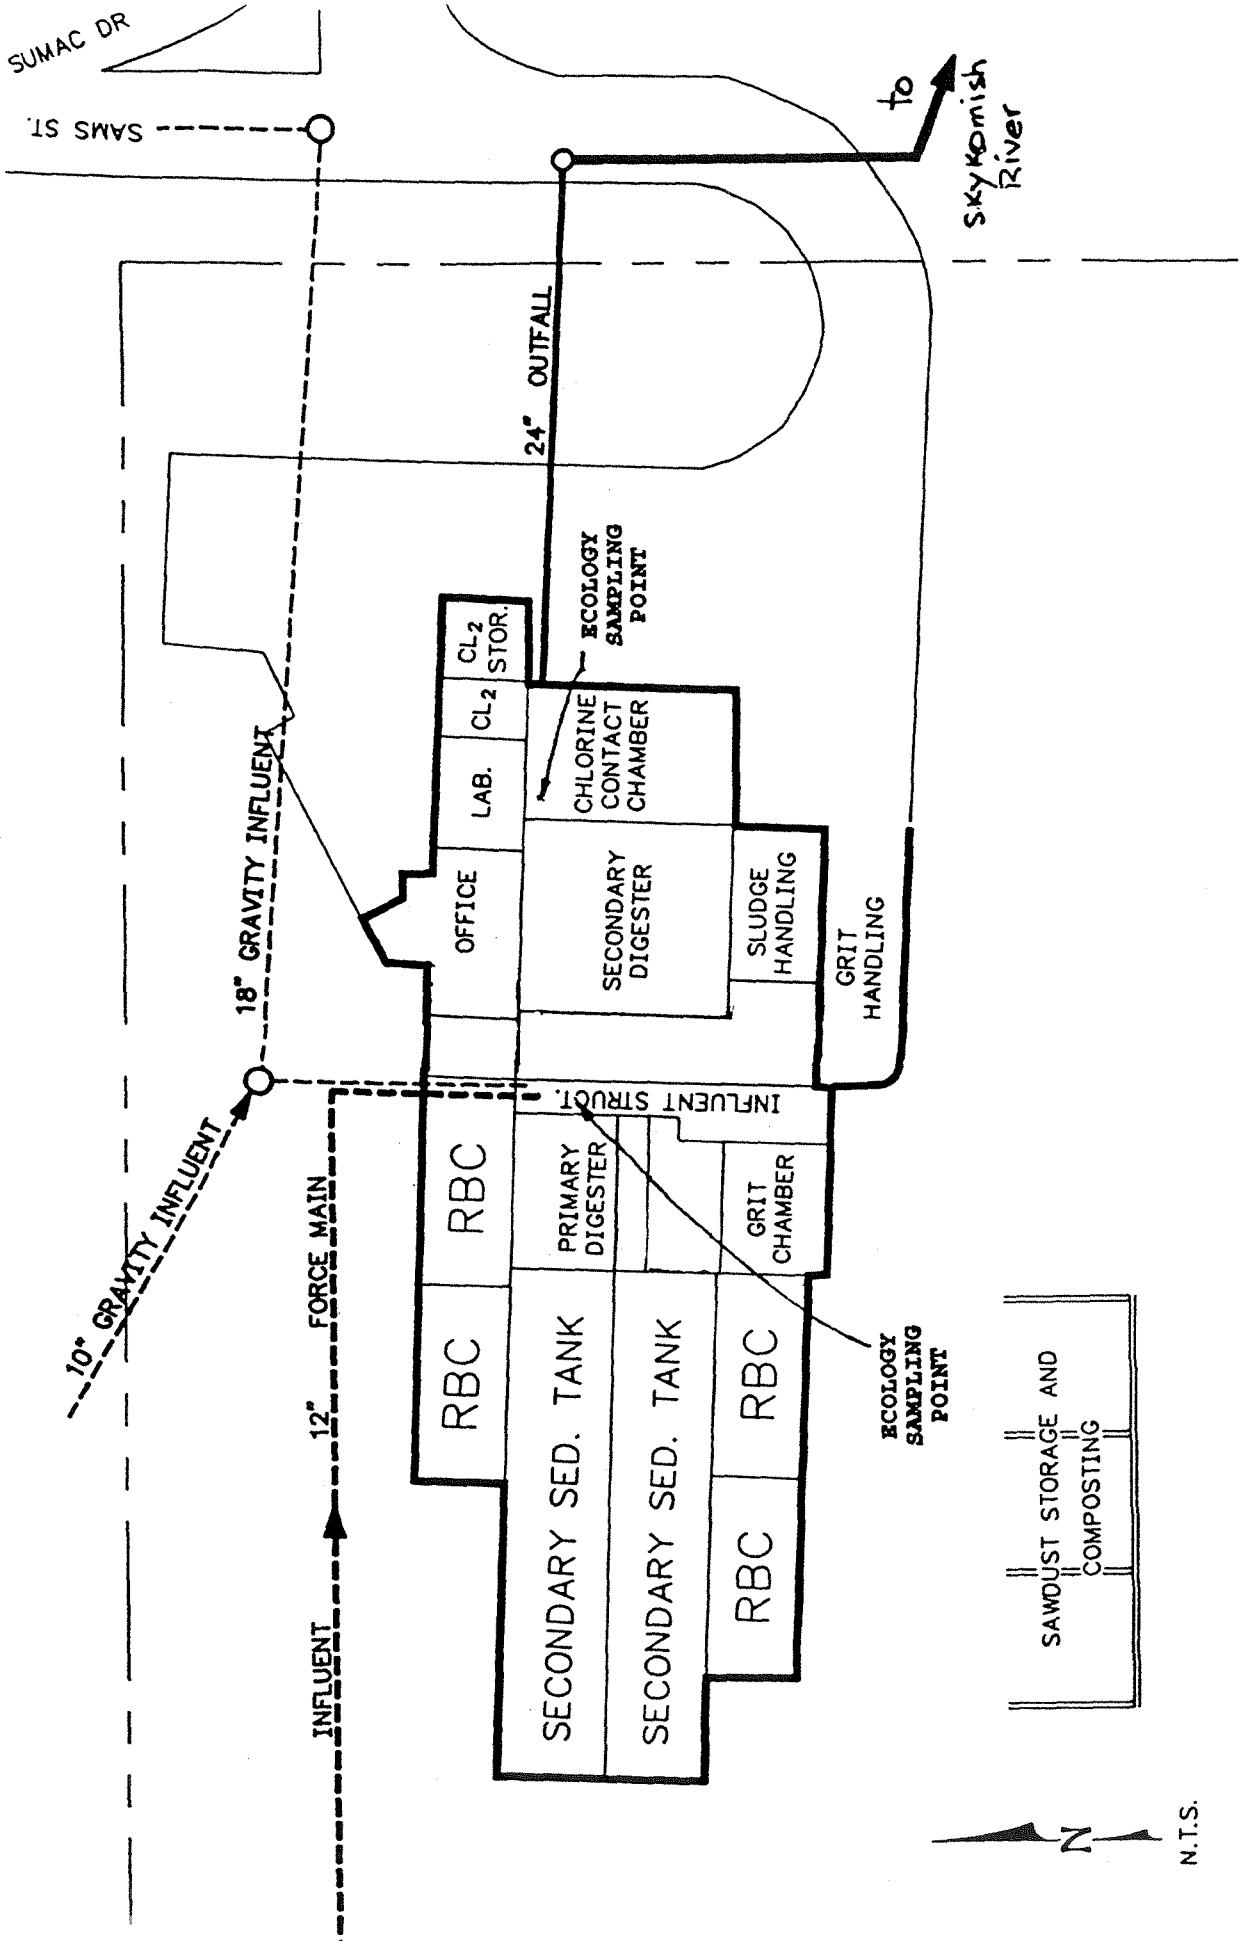 SUMAC DR
SAMS ST.
to
SKykomish
River
24" OUTFALL
18" GRAVITY INFLUENT
10" GRAVITY INFLUENT
12" FORCE MAIN
INFLUENT
CL2
STOR.
CL2
LAB.
OFFICE
ECOLOGY
SAMPLING
POINT
CHLORINE
CONTACT
CHAMBER
SECONDARY
DIGESTER
SLUDGE
HANDLING
GRIT
HANDLING
INFLUENT STRUCT.
RBC
RBC
PRIMARY
DIGESTER
GRIT
CHAMBER
SECONDARY SED. TANK
SECONDARY SED. TANK
RBC
RBC
ECOLOGY
SAMPLING
POINT
SAWDUST STORAGE AND
COMPOSTING
N
N.T.S.